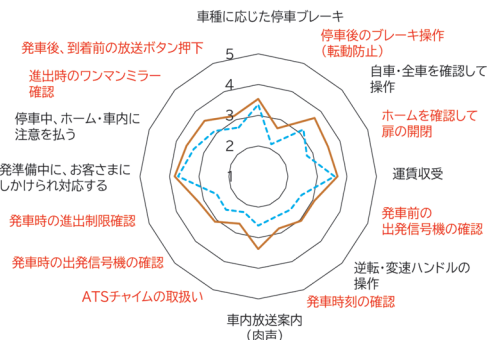 車種に応じた停車ブレーキ
停車後のブレーキ操作
（転動防止）
自車・全車を確認して
操作
ホームを確認して
扉の開閉
運賃収受
発車前の
出発信号機の確認
逆転・変速ハンドルの
操作
発車時刻の確認
車内放送案内
（肉声）
ATSチャイムの取扱い
発車時の出発信号機の確認
発車時の進出制限確認
発準備中に、お客さまに
しかけられ対応する
停車中、ホーム・車内に
注意を払う
進出時のワンマンミラー
確認
発車後、到着前の放送ボタン押下
5
4
3
2
1